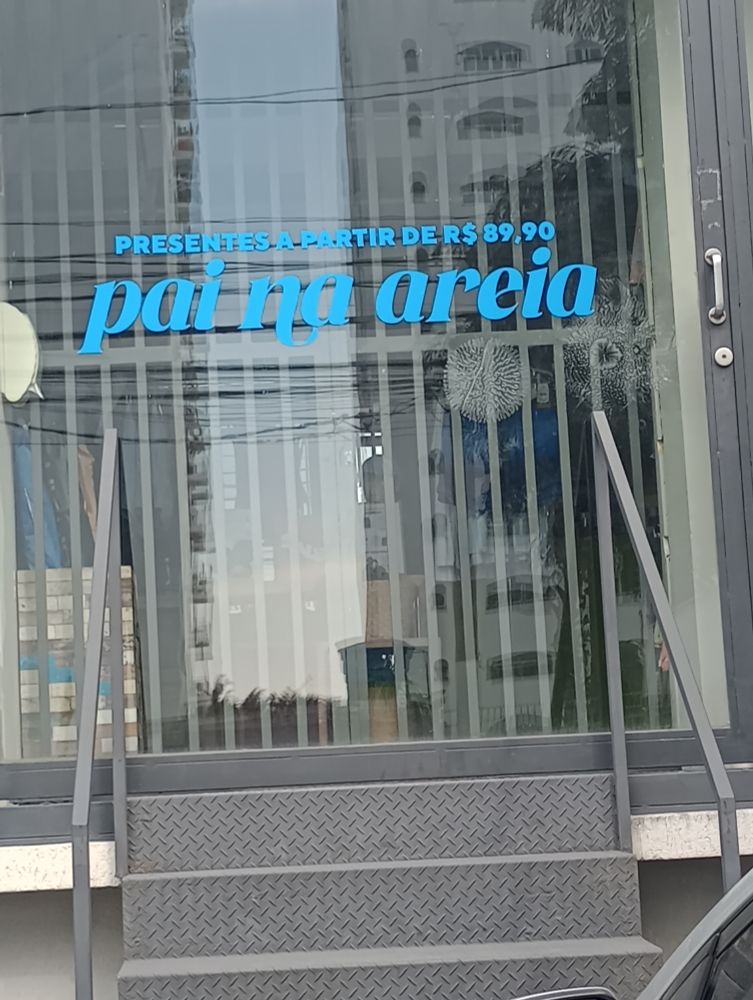 PRESENTES A PARTIR DE R$ 89,90
pai na areia